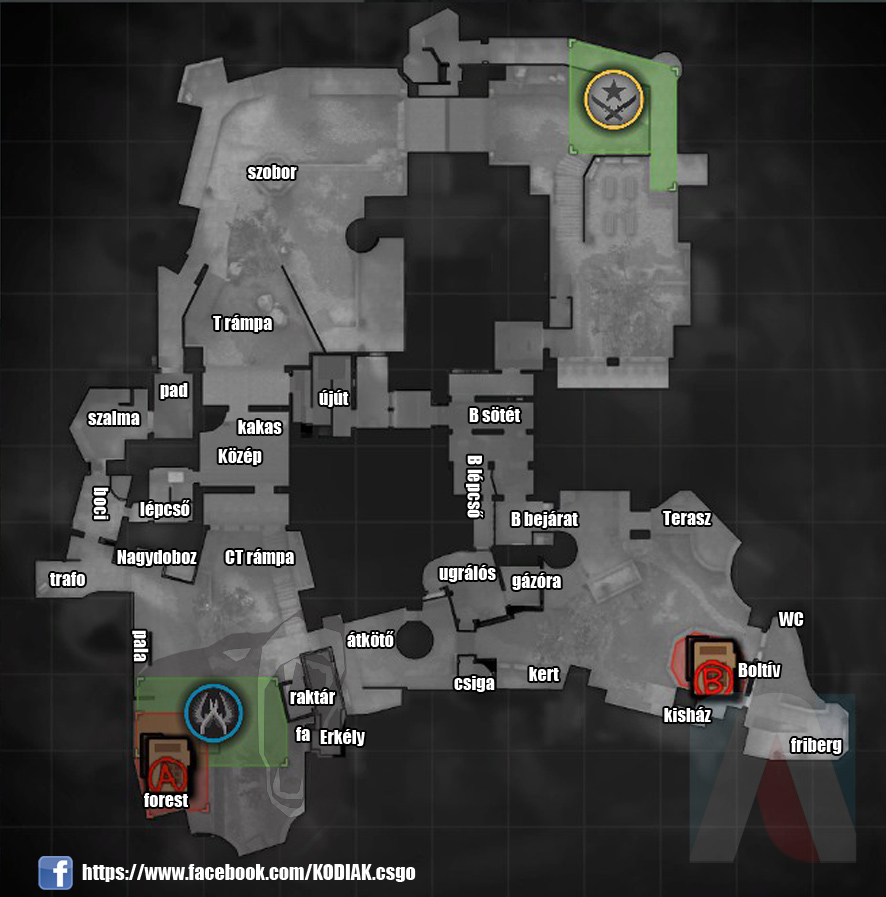 szobor
T rámpa
pad
újút
szalma
kakas
B sötét
Közép
boci
lépcső
B lépcső
B bejárat
Terasz
Nagydoboz
CT rámpa
trafo
ugrálós
gázóra
WC
pala
átkötő
Boltív
B
csiga
kert
raktár
kisház
fa
Erkély
friberg
A
forest
f
https://www.facebook.com/KODIAK.csgo